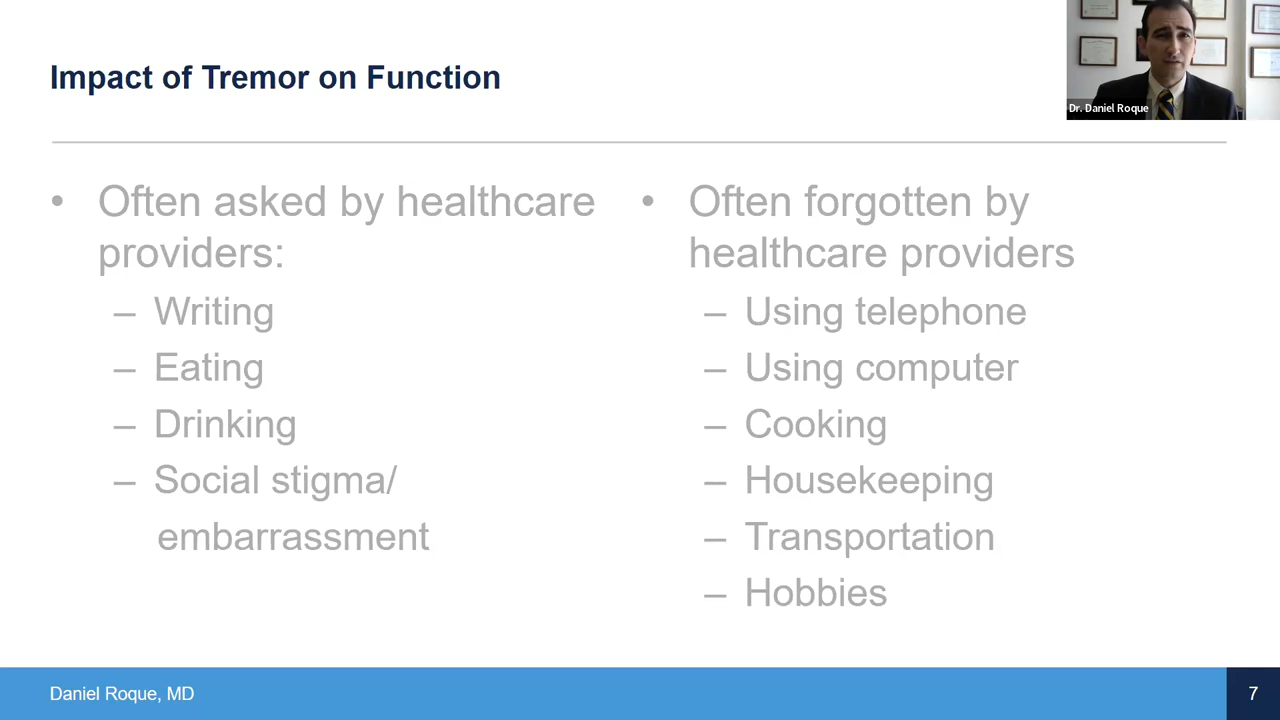 Impact of Tremor on Function
Dr. Daniel Roque
• Often asked by healthcare
providers:
– Writing
– Eating
– Drinking
– Social stigma/
embarrassment
• Often forgotten by
healthcare providers
– Using telephone
– Using computer
– Cooking
– Housekeeping
– Transportation
– Hobbies
Daniel Roque, MD
7